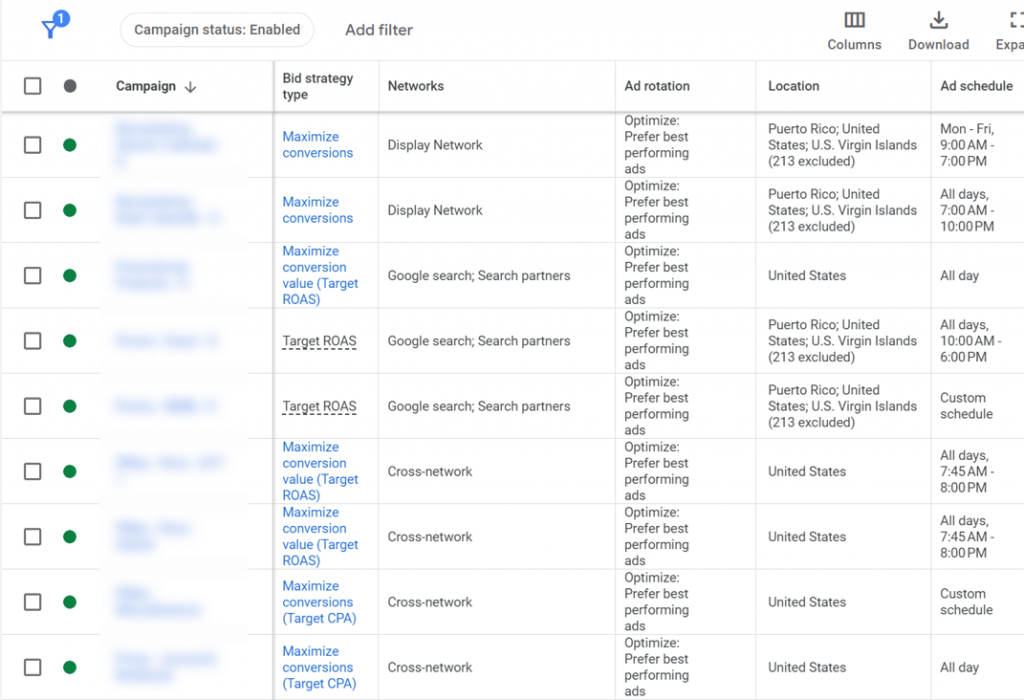 1
Campaign status: Enabled
Add filter
Columns
Download
Expa
Campaign ↓
Bid strategy
type
Networks
Ad rotation
Location
Ad schedule
Maximize
conversions
Display Network
Optimize:
Prefer best
performing
ads
Puerto Rico; United
States; U.S. Virgin Islands
(213 excluded)
Mon - Fri,
9:00 AM -
7:00 PM
Maximize
conversions
Display Network
Optimize:
Prefer best
performing
ads
Puerto Rico; United
States; U.S. Virgin Islands
(213 excluded)
All days,
7:00 AM -
10:00 PM
Maximize
conversion
value (Target
ROAS)
Google search; Search partners
Optimize:
Prefer best
performing
ads
United States
All day
Target ROAS
Google search; Search partners
Optimize:
Prefer best
performing
ads
Puerto Rico; United
States; U.S. Virgin Islands
(213 excluded)
All days,
10:00 AM -
6:00 PM
Target ROAS
Google search; Search partners
Optimize:
Prefer best
performing
ads
Puerto Rico; United
States; U.S. Virgin Islands
(213 excluded)
Custom
schedule
Maximize
conversion
value (Target
ROAS)
Cross-network
Optimize:
Prefer best
performing
ads
United States
All days,
7:45 AM -
8:00 PM
Maximize
conversion
value (Target
ROAS)
Cross-network
Optimize:
Prefer best
performing
ads
United States
All days,
7:45 AM -
8:00 PM
Maximize
conversions
(Target CPA)
Cross-network
Optimize:
Prefer best
performing
ads
United States
Custom
schedule
Maximize
conversions
(Target CPA)
Cross-network
Optimize:
Prefer best
performing
ads
United States
All day